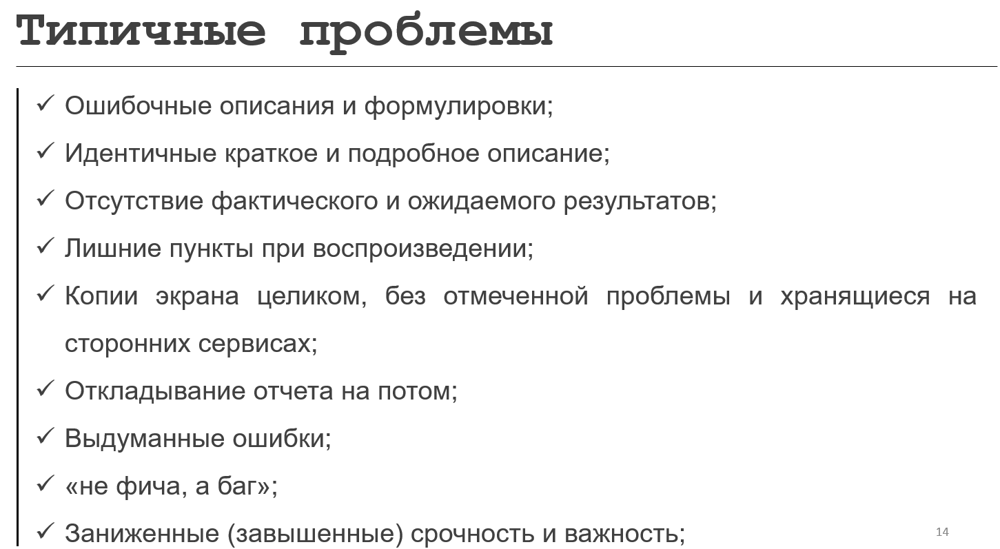 Типичные проблемы
✓ Ошибочные описания и формулировки;
✓ Идентичные краткое и подробное описание;
✓ Отсутствие фактического и ожидаемого результатов;
✓ Лишние пункты при воспроизведении;
✓ Копии экрана целиком, без отмеченной проблемы и хранящиеся на
сторонних сервисах;
✓ Откладывание отчета на потом;
✓ Выдуманные ошибки;
✓ «не фича, а баг»;
✓ Заниженные (завышенные) срочность и важность;
14